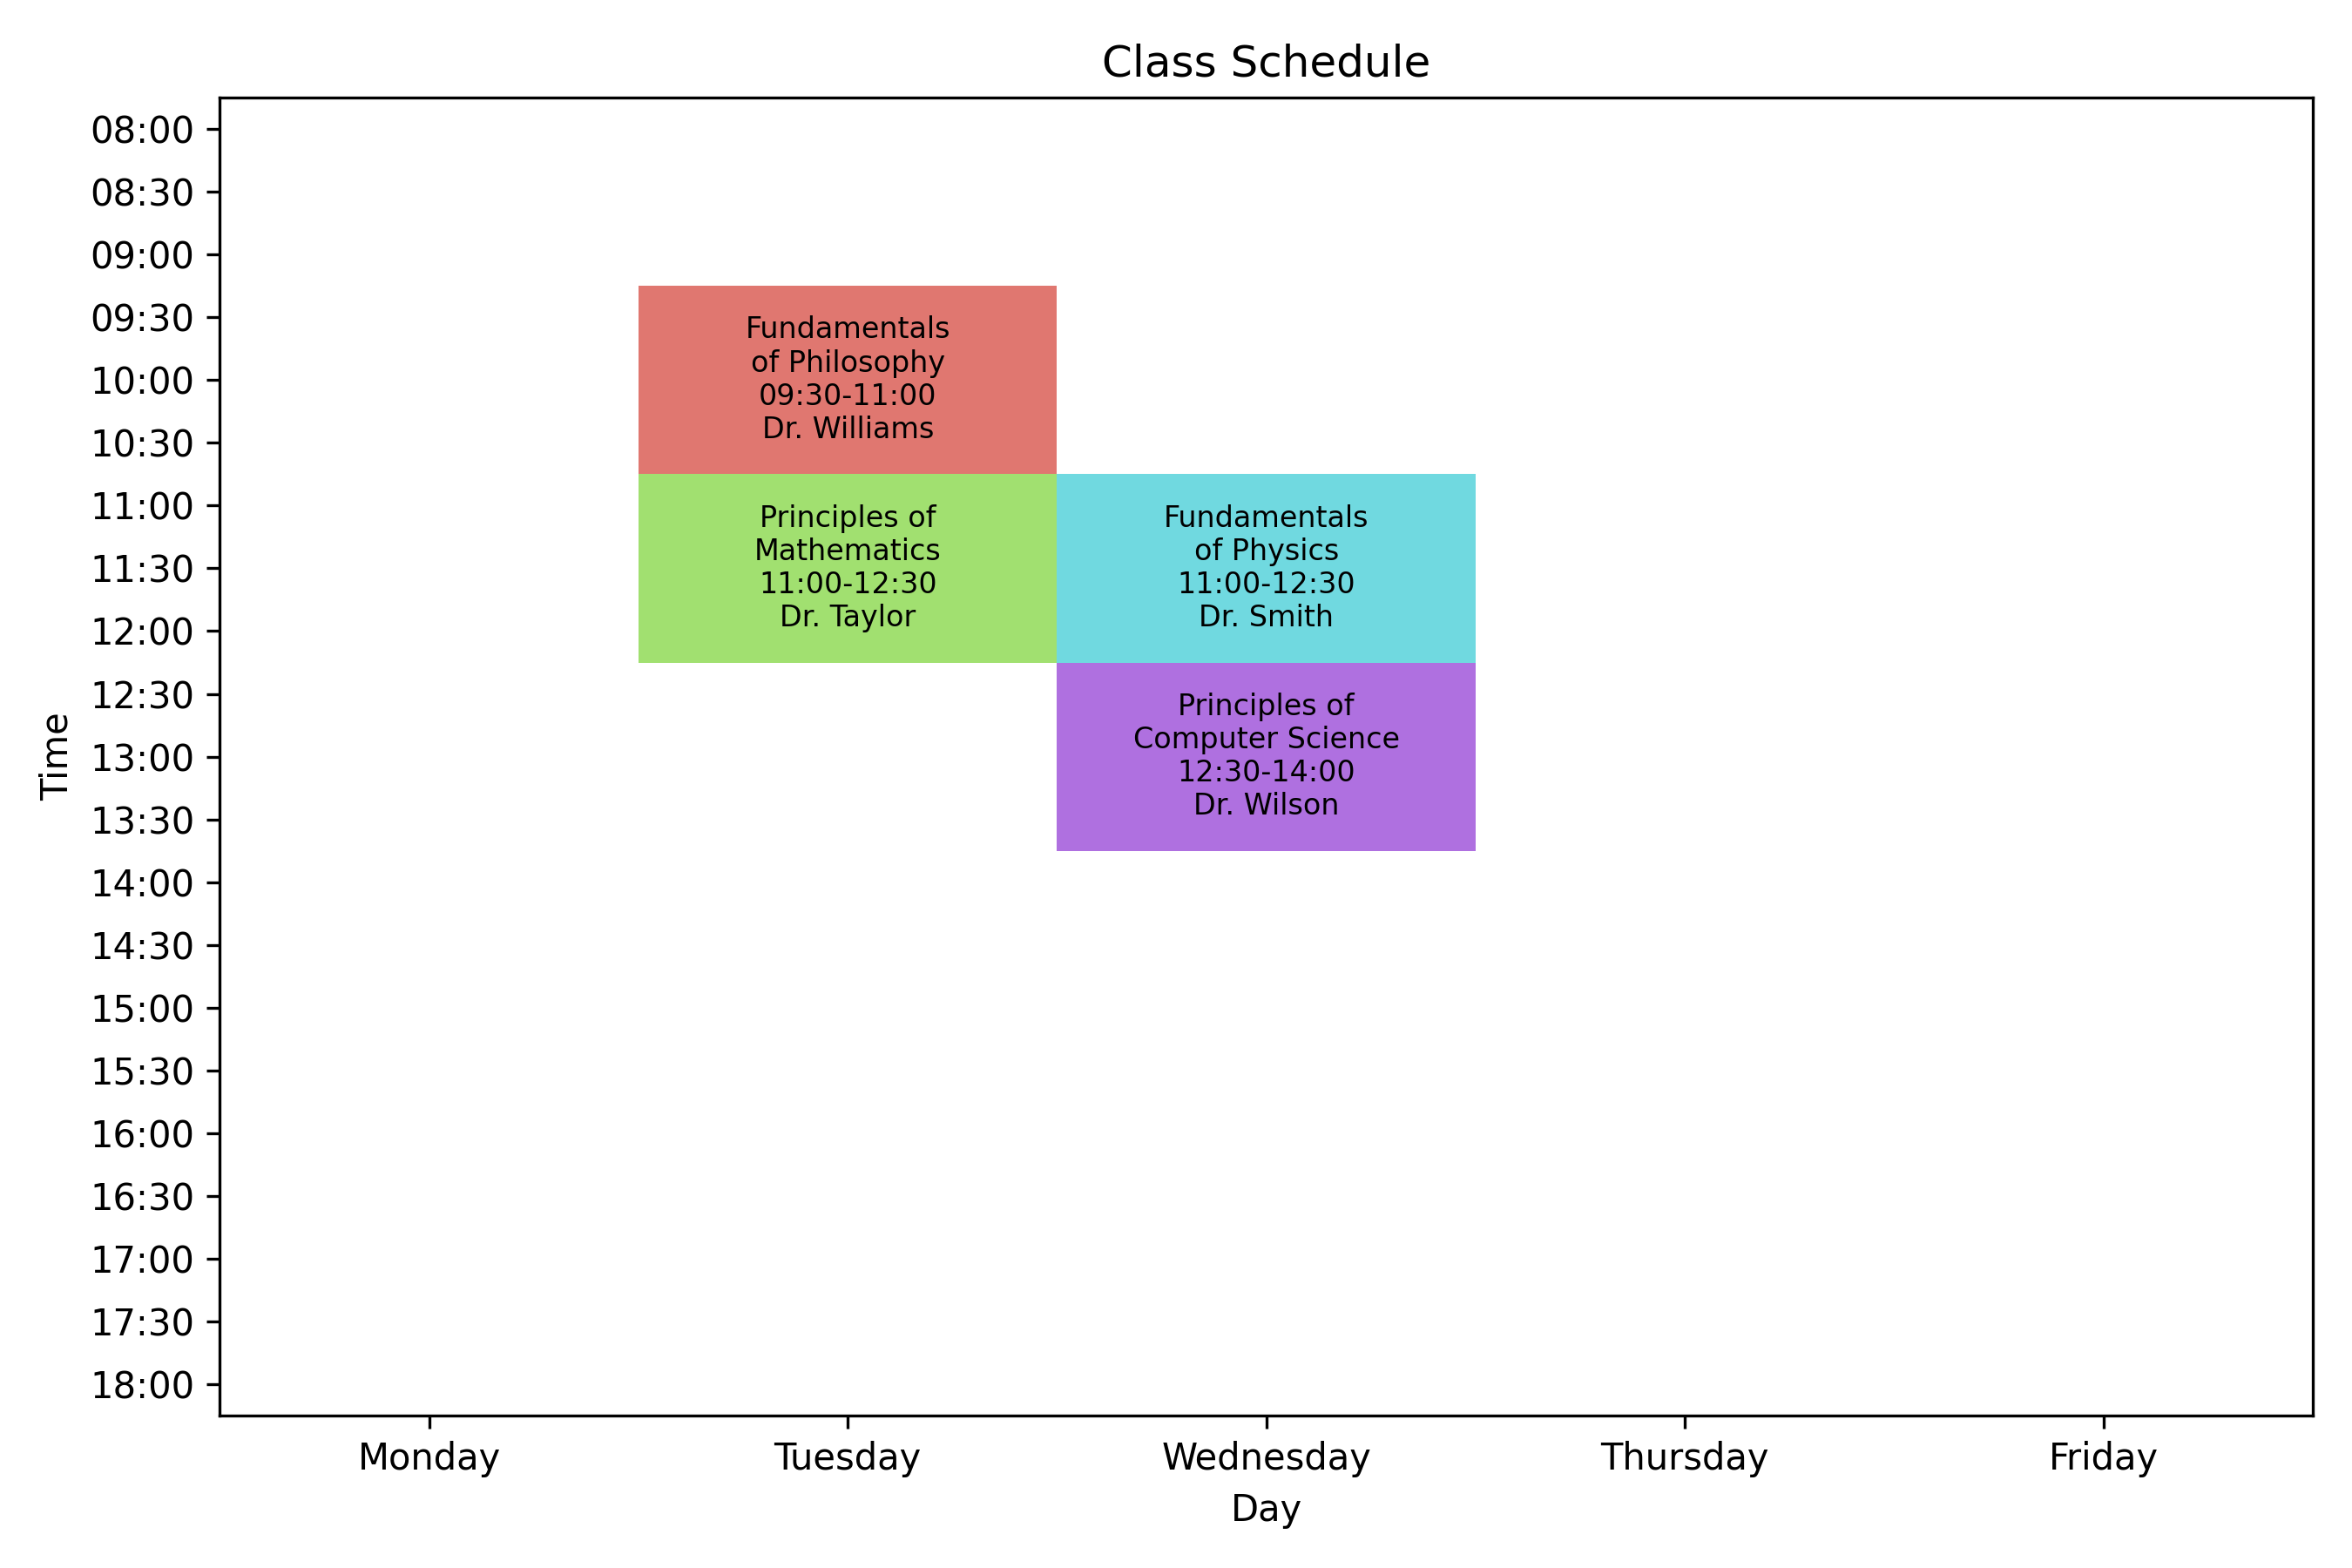 Class Schedule
Time
08:00
08:30
09:00
09:30
10:00
10:30
11:00
11:30
12:00
12:30
13:00
13:30
14:00
14:30
15:00
15:30
16:00
16:30
17:00
17:30
18:00
Fundamentals
of Philosophy
09:30-11:00
Dr. Williams
Principles of
Mathematics
11:00-12:30
Dr. Taylor
Fundamentals
of Physics
11:00-12:30
Dr. Smith
Principles of
Computer Science
12:30-14:00
Dr. Wilson
Monday
Tuesday
Wednesday
Thursday
Friday
Day